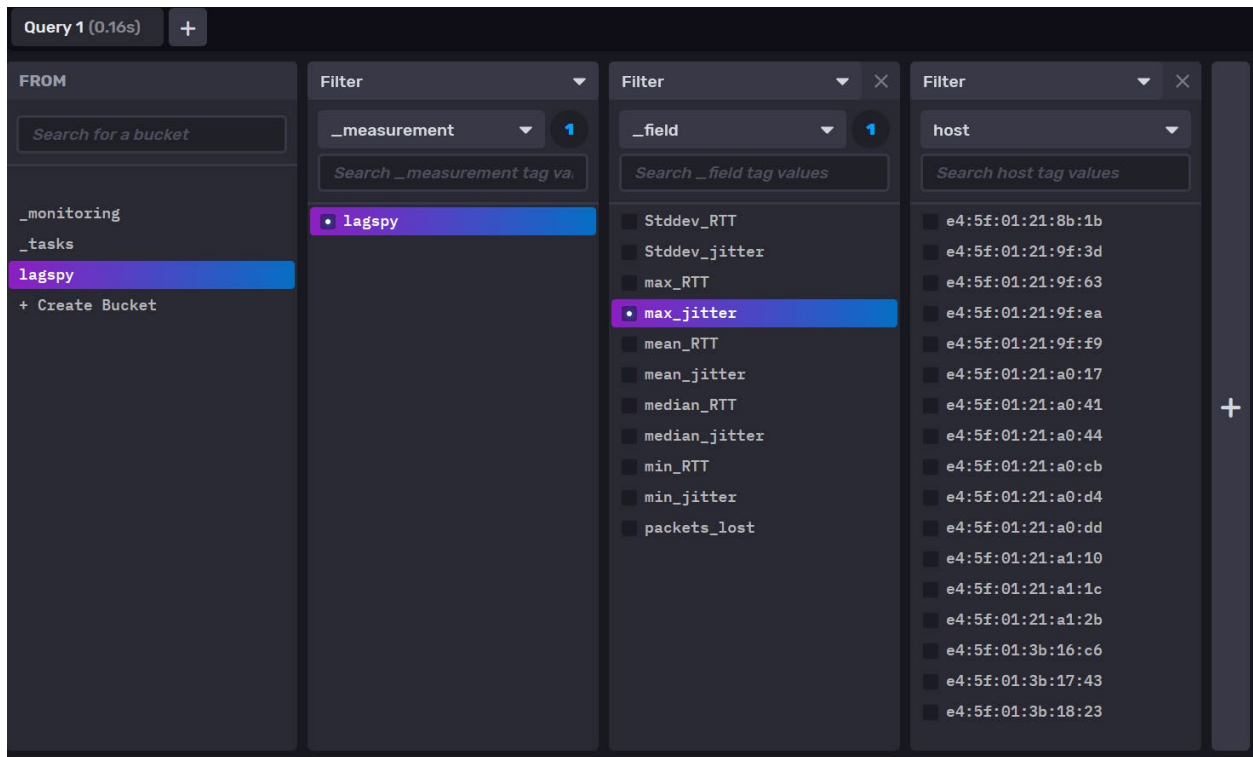 Query 1 (0.16s)
+
FROM
Search for a bucket
_monitoring
_tasks
lagspy
+ Create Bucket
Filter
_measurement
1
Search _measurement tag va
lagspy
Filter
_field
1
Search _field tag values
Stddev_RTT
Stddev_jitter
max_RTT
max_jitter
mean_RTT
mean_jitter
median_RTT
median_jitter
min_RTT
min_jitter
packets_lost
Filter
host
Search host tag values
e4:5f:01:21:8b:1b
e4:5f:01:21:9f:3d
e4:5f:01:21:9f:63
e4:5f:01:21:9f:ea
e4:5f:01:21:9f:f9
e4:5f:01:21:a0:17
e4:5f:01:21:a0:41
e4:5f:01:21:a0:44
e4:5f:01:21:a0:cb
e4:5f:01:21:a0:d4
e4:5f:01:21:a0:dd
e4:5f:01:21:a1:10
e4:5f:01:21:a1:1c
e4:5f:01:21:a1:2b
e4:5f:01:3b:16:c6
e4:5f:01:3b:17:43
e4:5f:01:3b:18:23
+